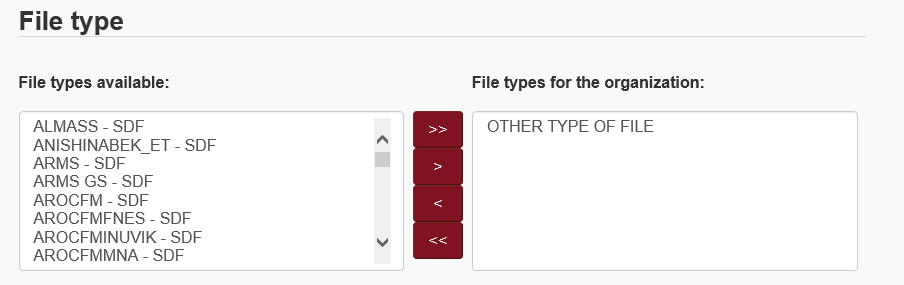 File type
File types available:
ALMASS - SDF
ANISHINABEK_ET - SDF
ARMS - SDF
ARMS GS - SDF
AROCFM - SDF
AROCFMFNES - SDF
AROCFMINUVIK - SDF
AROCFMMNA - SDF
>>
>
<
<<
File types for the organization:
OTHER TYPE OF FILE